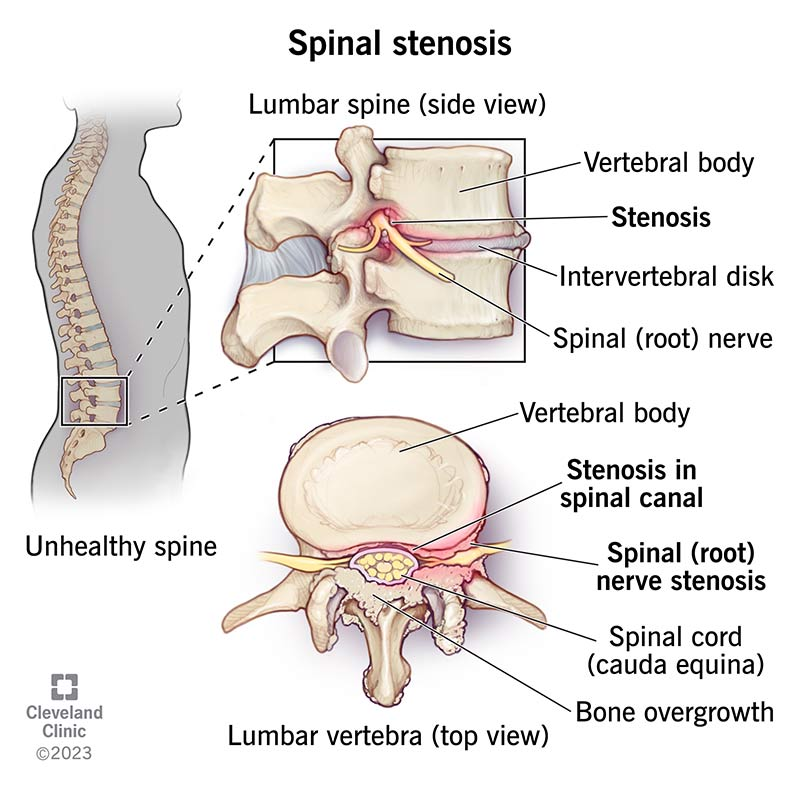 Spinal stenosis
Lumbar spine (side view)
Vertebral body
Stenosis
Intervertebral disk
Spinal (root) nerve
Unhealthy spine
Vertebral body
Stenosis in
spinal canal
Spinal (root)
nerve stenosis
Spinal cord
(cauda equina)
Bone overgrowth
Lumbar vertebra (top view)
Cleveland
Clinic
©2023